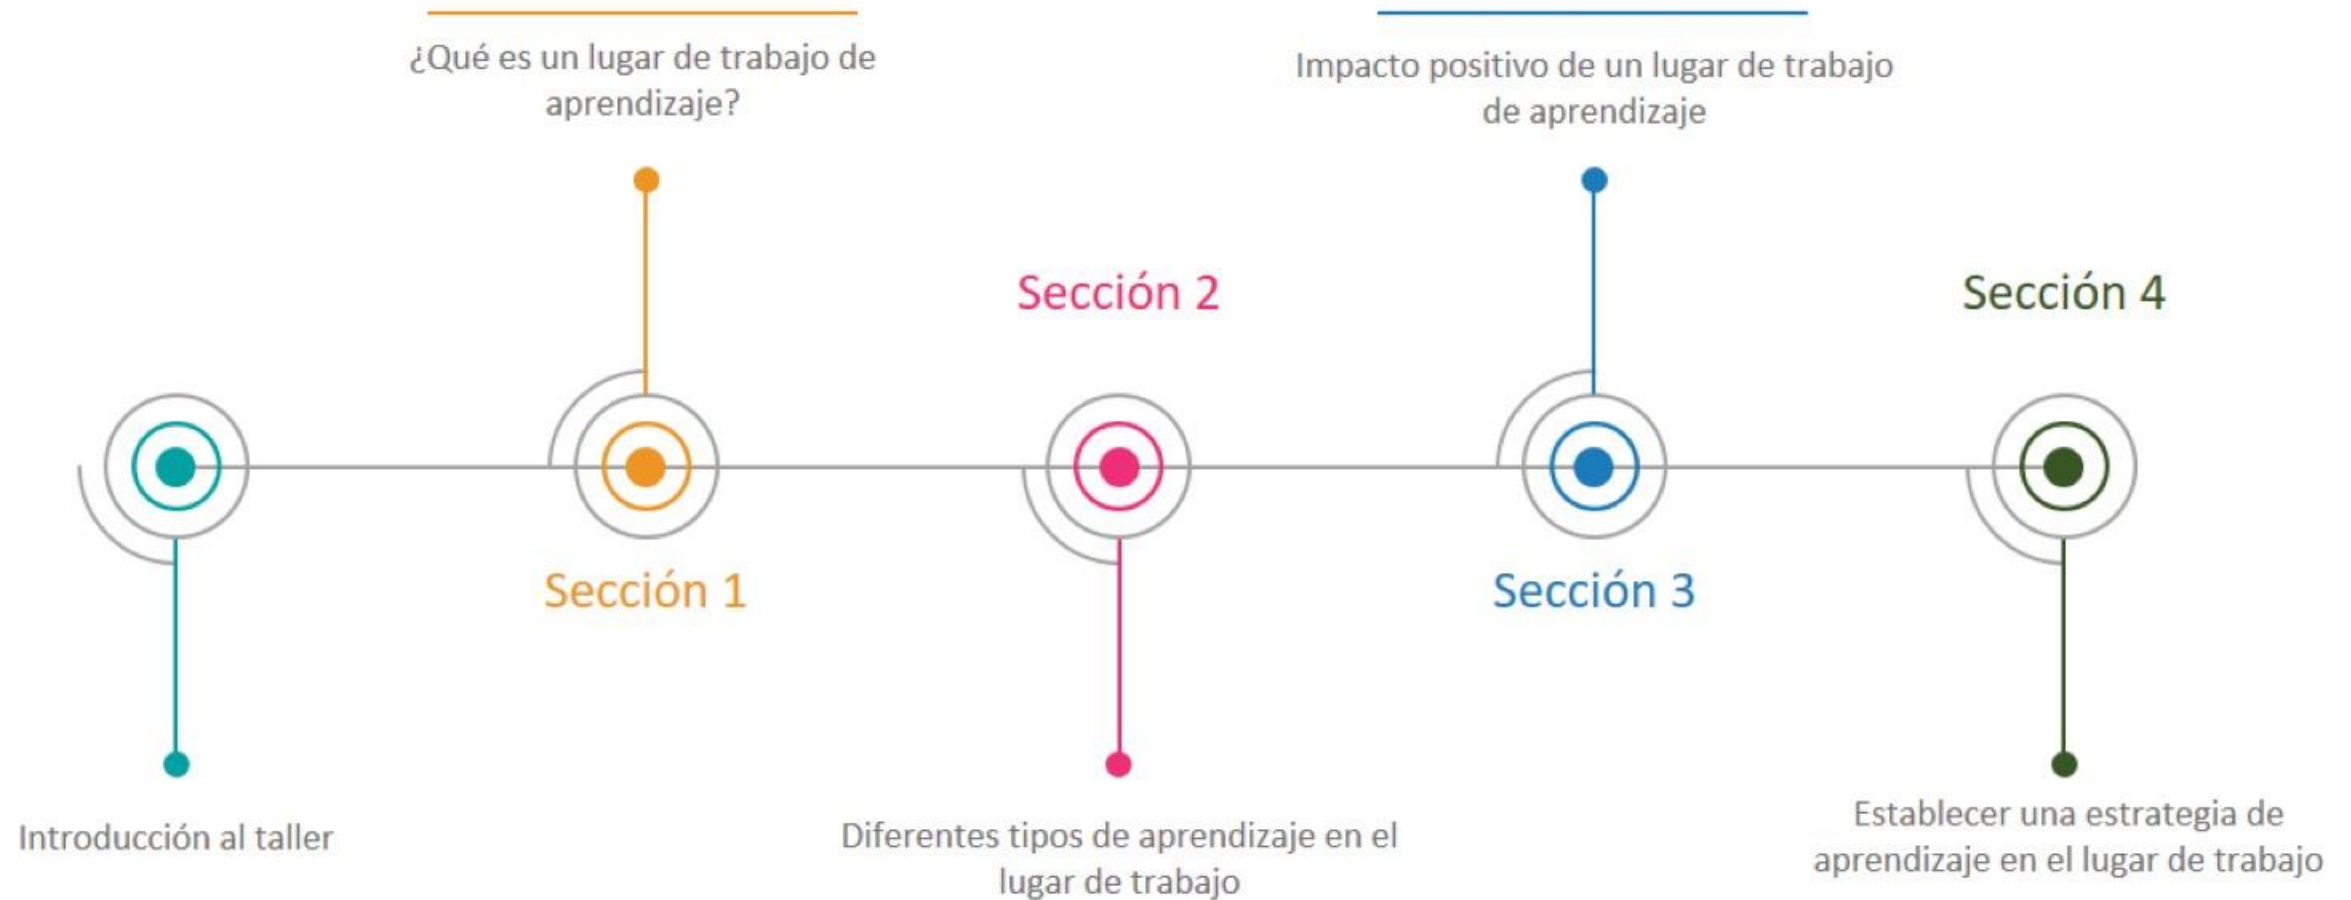 ¿Qué es un lugar de trabajo de
aprendizaje?
Impacto positivo de un lugar de trabajo
de aprendizaje
Sección 2
Sección 4
Sección 1
Sección 3
Introducción al taller
Diferentes tipos de aprendizaje en el
lugar de trabajo
Establecer una estrategia de
aprendizaje en el lugar de trabajo